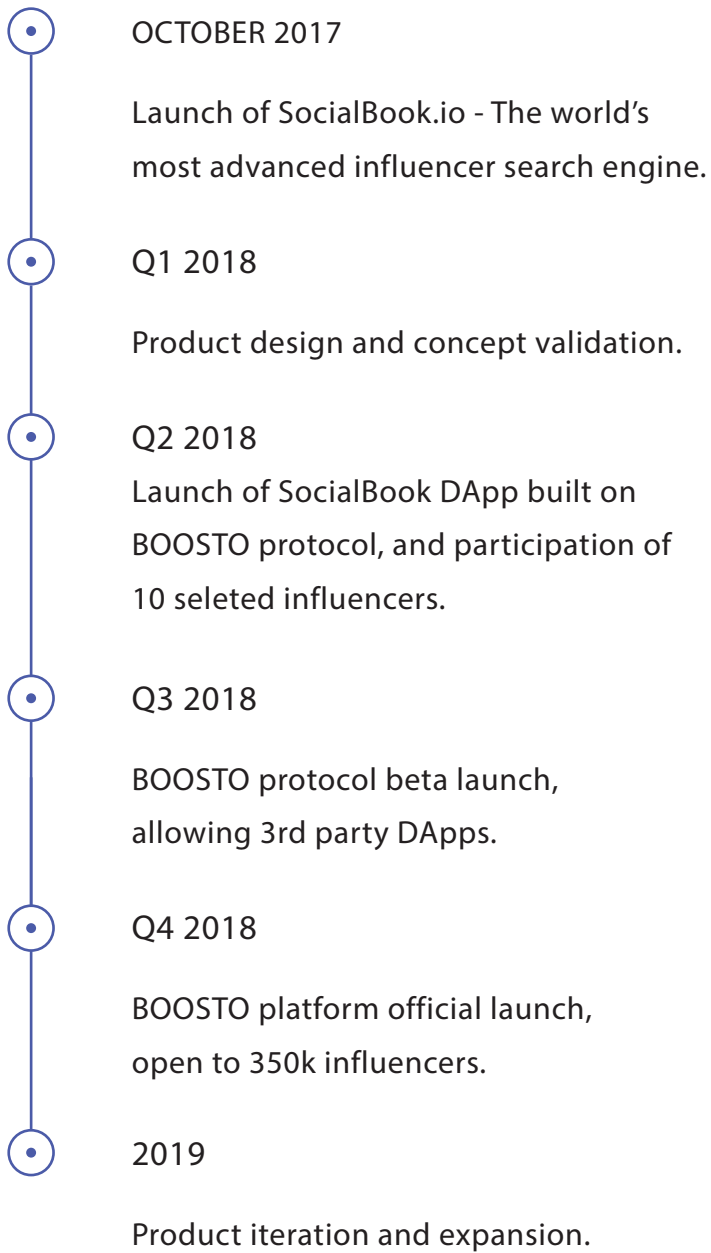 OCTOBER 2017
Launch of SocialBook.io - The world’s
most advanced influencer search engine.
Q1 2018
Product design and concept validation.
Q2 2018
Launch of SocialBook DApp built on
BOOSTO protocol, and participation of
10 seleted influencers.
Q3 2018
BOOSTO protocol beta launch,
allowing 3rd party DApps.
Q4 2018
BOOSTO platform official launch,
open to 350k influencers.
2019
Product iteration and expansion.